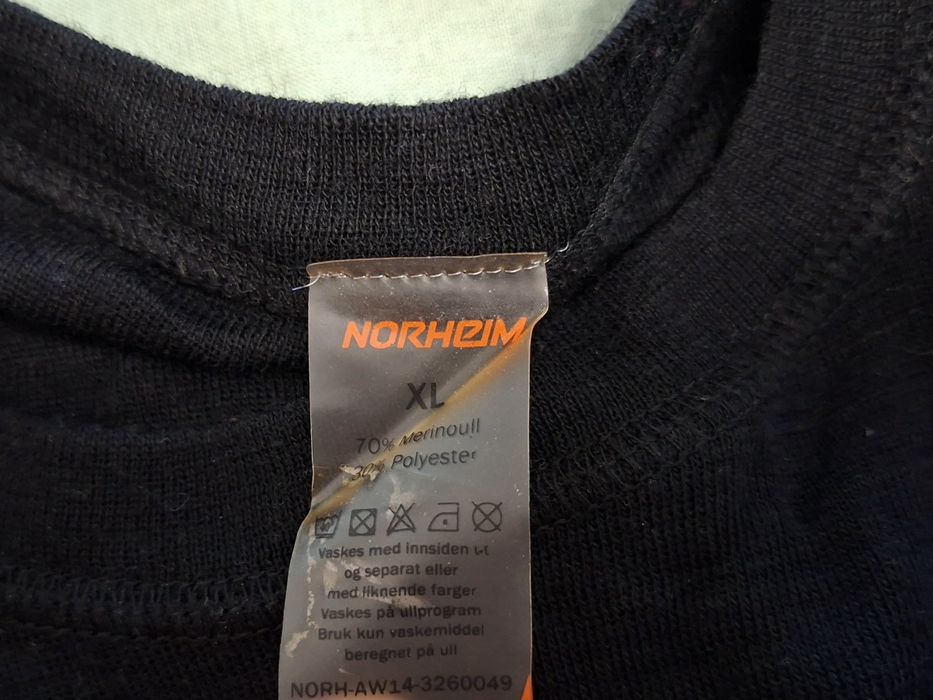 NORHEIM
XL
70% Merinoull
30% Polyester
Vaskes med innsiden ut
og separat eller
med liknende farger
Vaskes på ullprogram
Bruk kun vaskemiddel
beregnet på ull
NORH-AW14-3260049